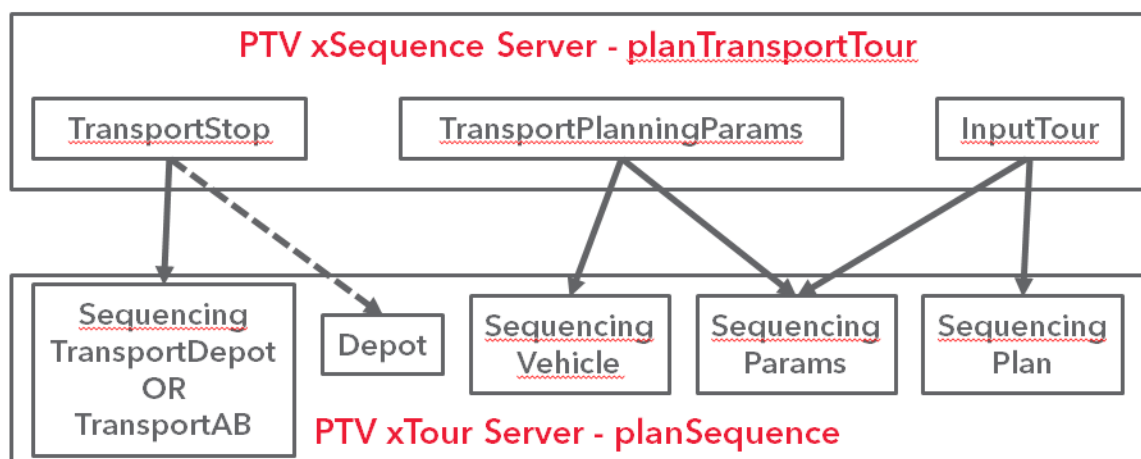 PTV xSequence Server - planTransportTour
TransportStop
TransportPlanningParams
InputTour
Sequencing
TransportDepot
OR
TransportAB
Depot
Sequencing
Vehicle
Sequencing
Params
Sequencing
Plan
PTV xTour Server - planSequence